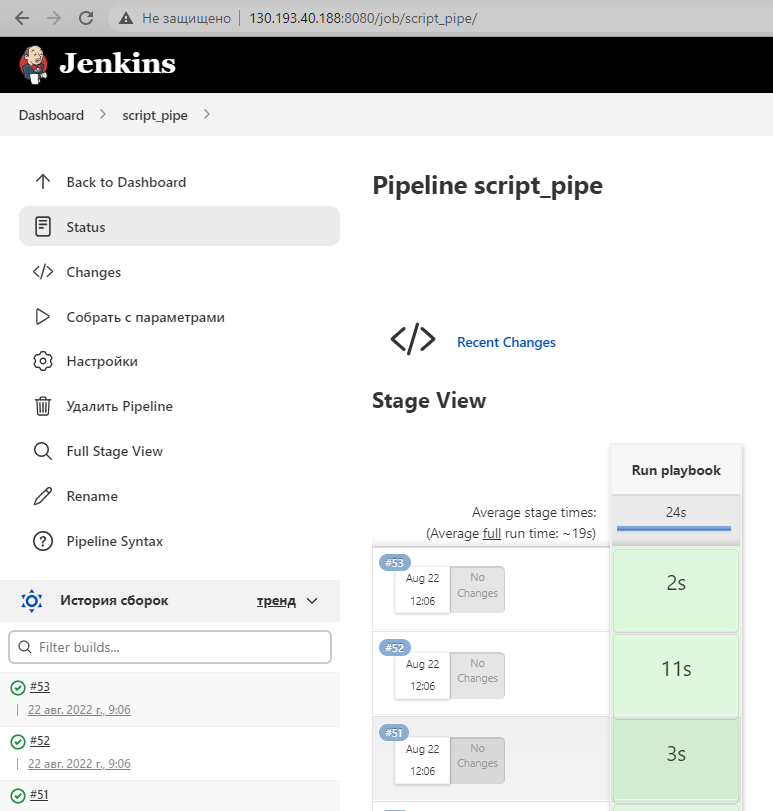 Не защищено 130.193.40.188:8080/job/script_pipe/
Jenkins
Dashboard script_pipe
Back to Dashboard
Status
Changes
Собрать с параметрами
Настройки
Удалить Pipeline
Full Stage View
Rename
Pipeline Syntax
История сборок тренд
Filter builds...
#53
22 авг. 2022 г., 9:06
#52
22 авг. 2022 г., 9:06
#51
Pipeline script_pipe
Recent Changes
Stage View
Run playbook
Average stage times: 24s
(Average full run time: ~19s)
#53
Aug 22 No
12:06 Changes
2s
#52
Aug 22 No
12:06 Changes
11s
#51
Aug 22 No
12:06 Changes
3s